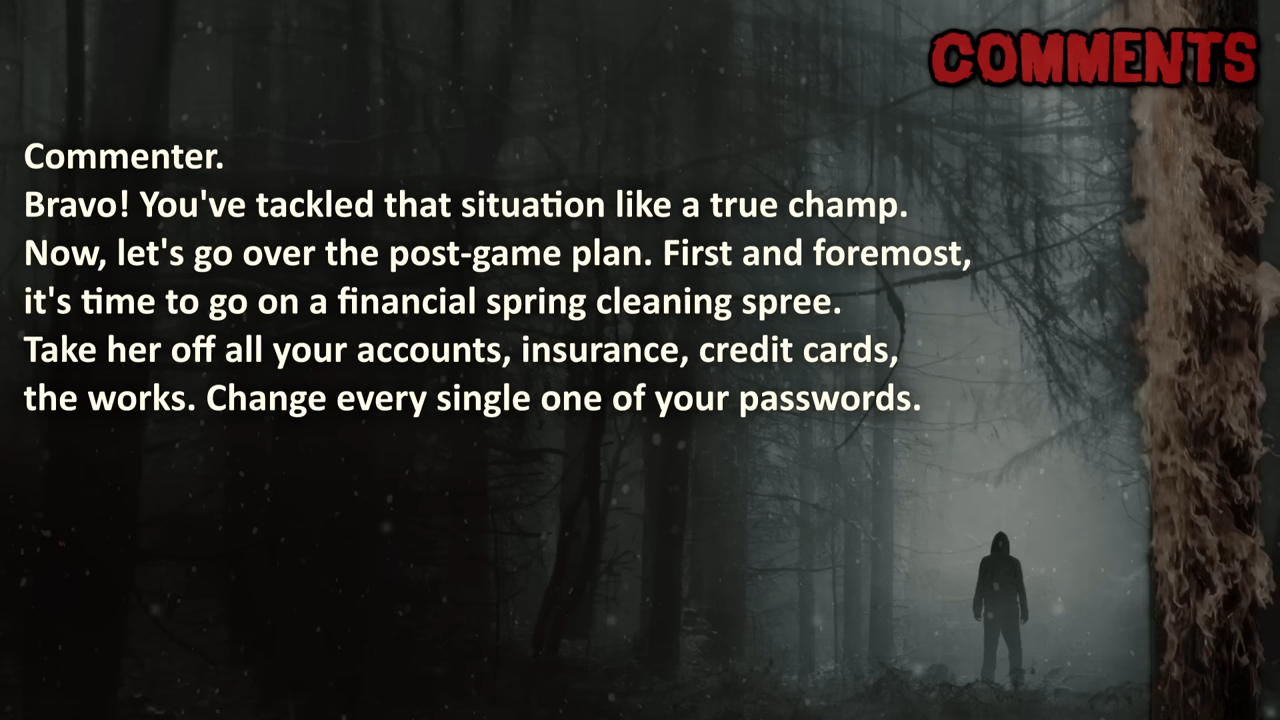 COMMENTS
Commenter.
Bravo! You've tackled that situation like a true champ.
Now, let's go over the post-game plan. First and foremost,
it's time to go on a financial spring cleaning spree.
Take her off all your accounts, insurance, credit cards,
the works. Change every single one of your passwords.